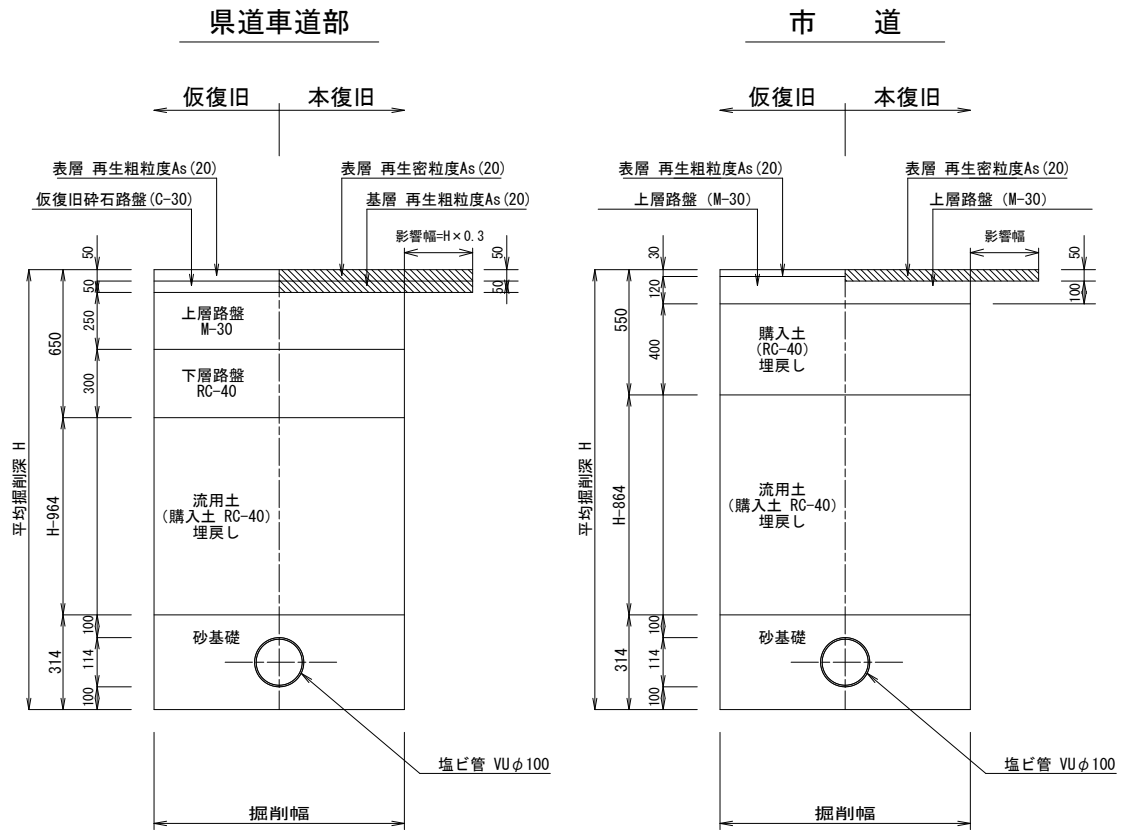 県道車道部
仮復旧
本復旧
表層 再生粗粒度As(20)
表層 再生密粒度As(20)
仮復旧砕石路盤(C-30)
基層 再生粗粒度As(20)
影響幅=H×0.3
50
50
250
300
650
50
50
上層路盤
M-30
下層路盤
RC-40
平均掘削深 H
H-964
流用土
(購入土 RC-40)
埋戻し
314
100
114
100
砂基礎
塩ビ管 VUφ100
掘削幅
市 道
仮復旧
本復旧
表層 再生粗粒度As(20)
表層 再生密粒度As(20)
上層路盤 (M-30)
上層路盤 (M-30)
影響幅
30
120
400
550
50
100
購入土
(RC-40)
埋戻し
平均掘削深 H
H-864
流用土
(購入土 RC-40)
埋戻し
314
100
114
100
砂基礎
塩ビ管 VUφ100
掘削幅